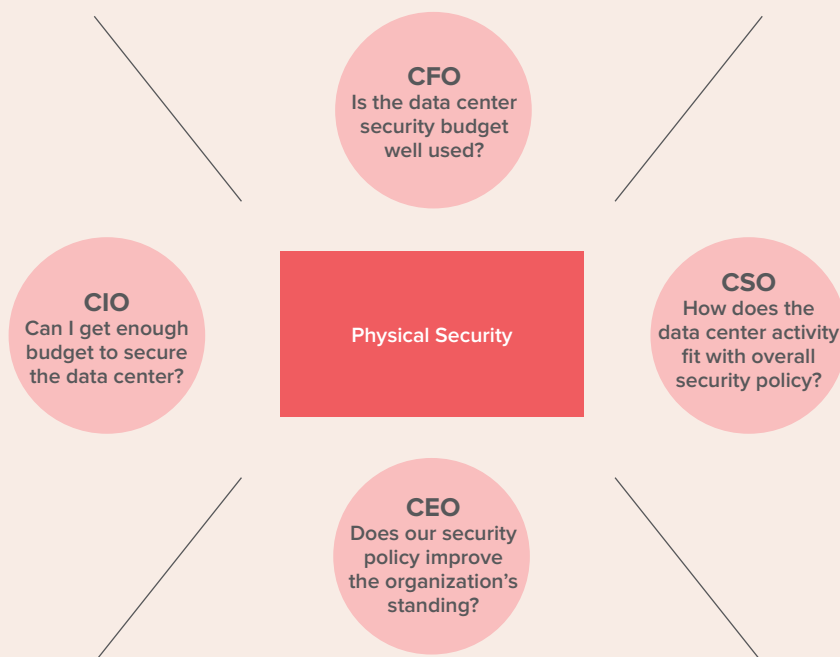 CFO
Is the data center
security budget
well used?
CIO
Can I get enough
budget to secure
the data center?
Physical Security
CSO
How does the
data center activity
fit with overall
security policy?
CEO
Does our security
policy improve
the organization’s
standing?